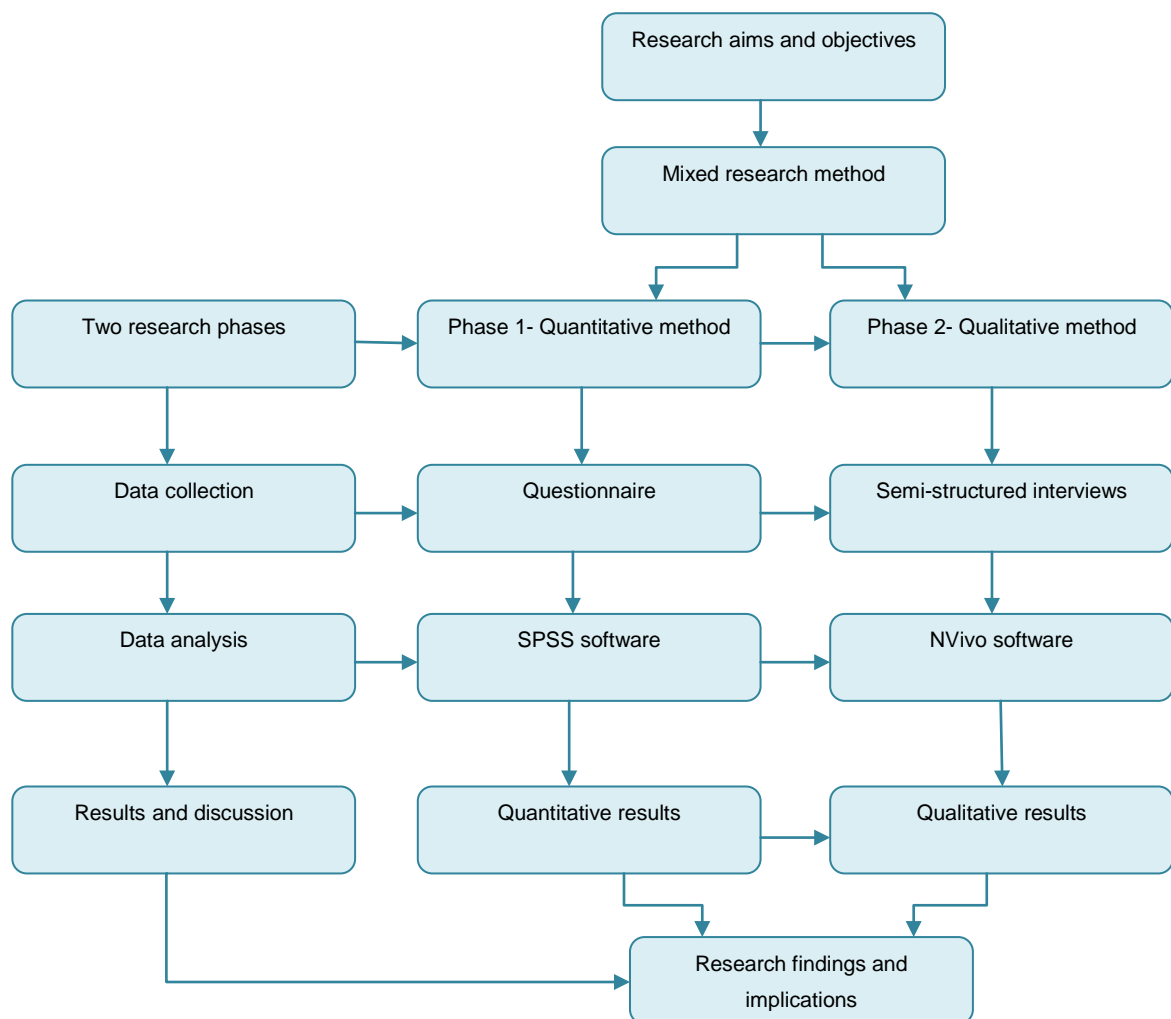 Research aims and objectives
Mixed research method
Two research phases
Phase 1- Quantitative method
Phase 2- Qualitative method
Data collection
Questionnaire
Semi-structured interviews
Data analysis
SPSS software
NVivo software
Results and discussion
Quantitative results
Qualitative results
Research findings and
implications